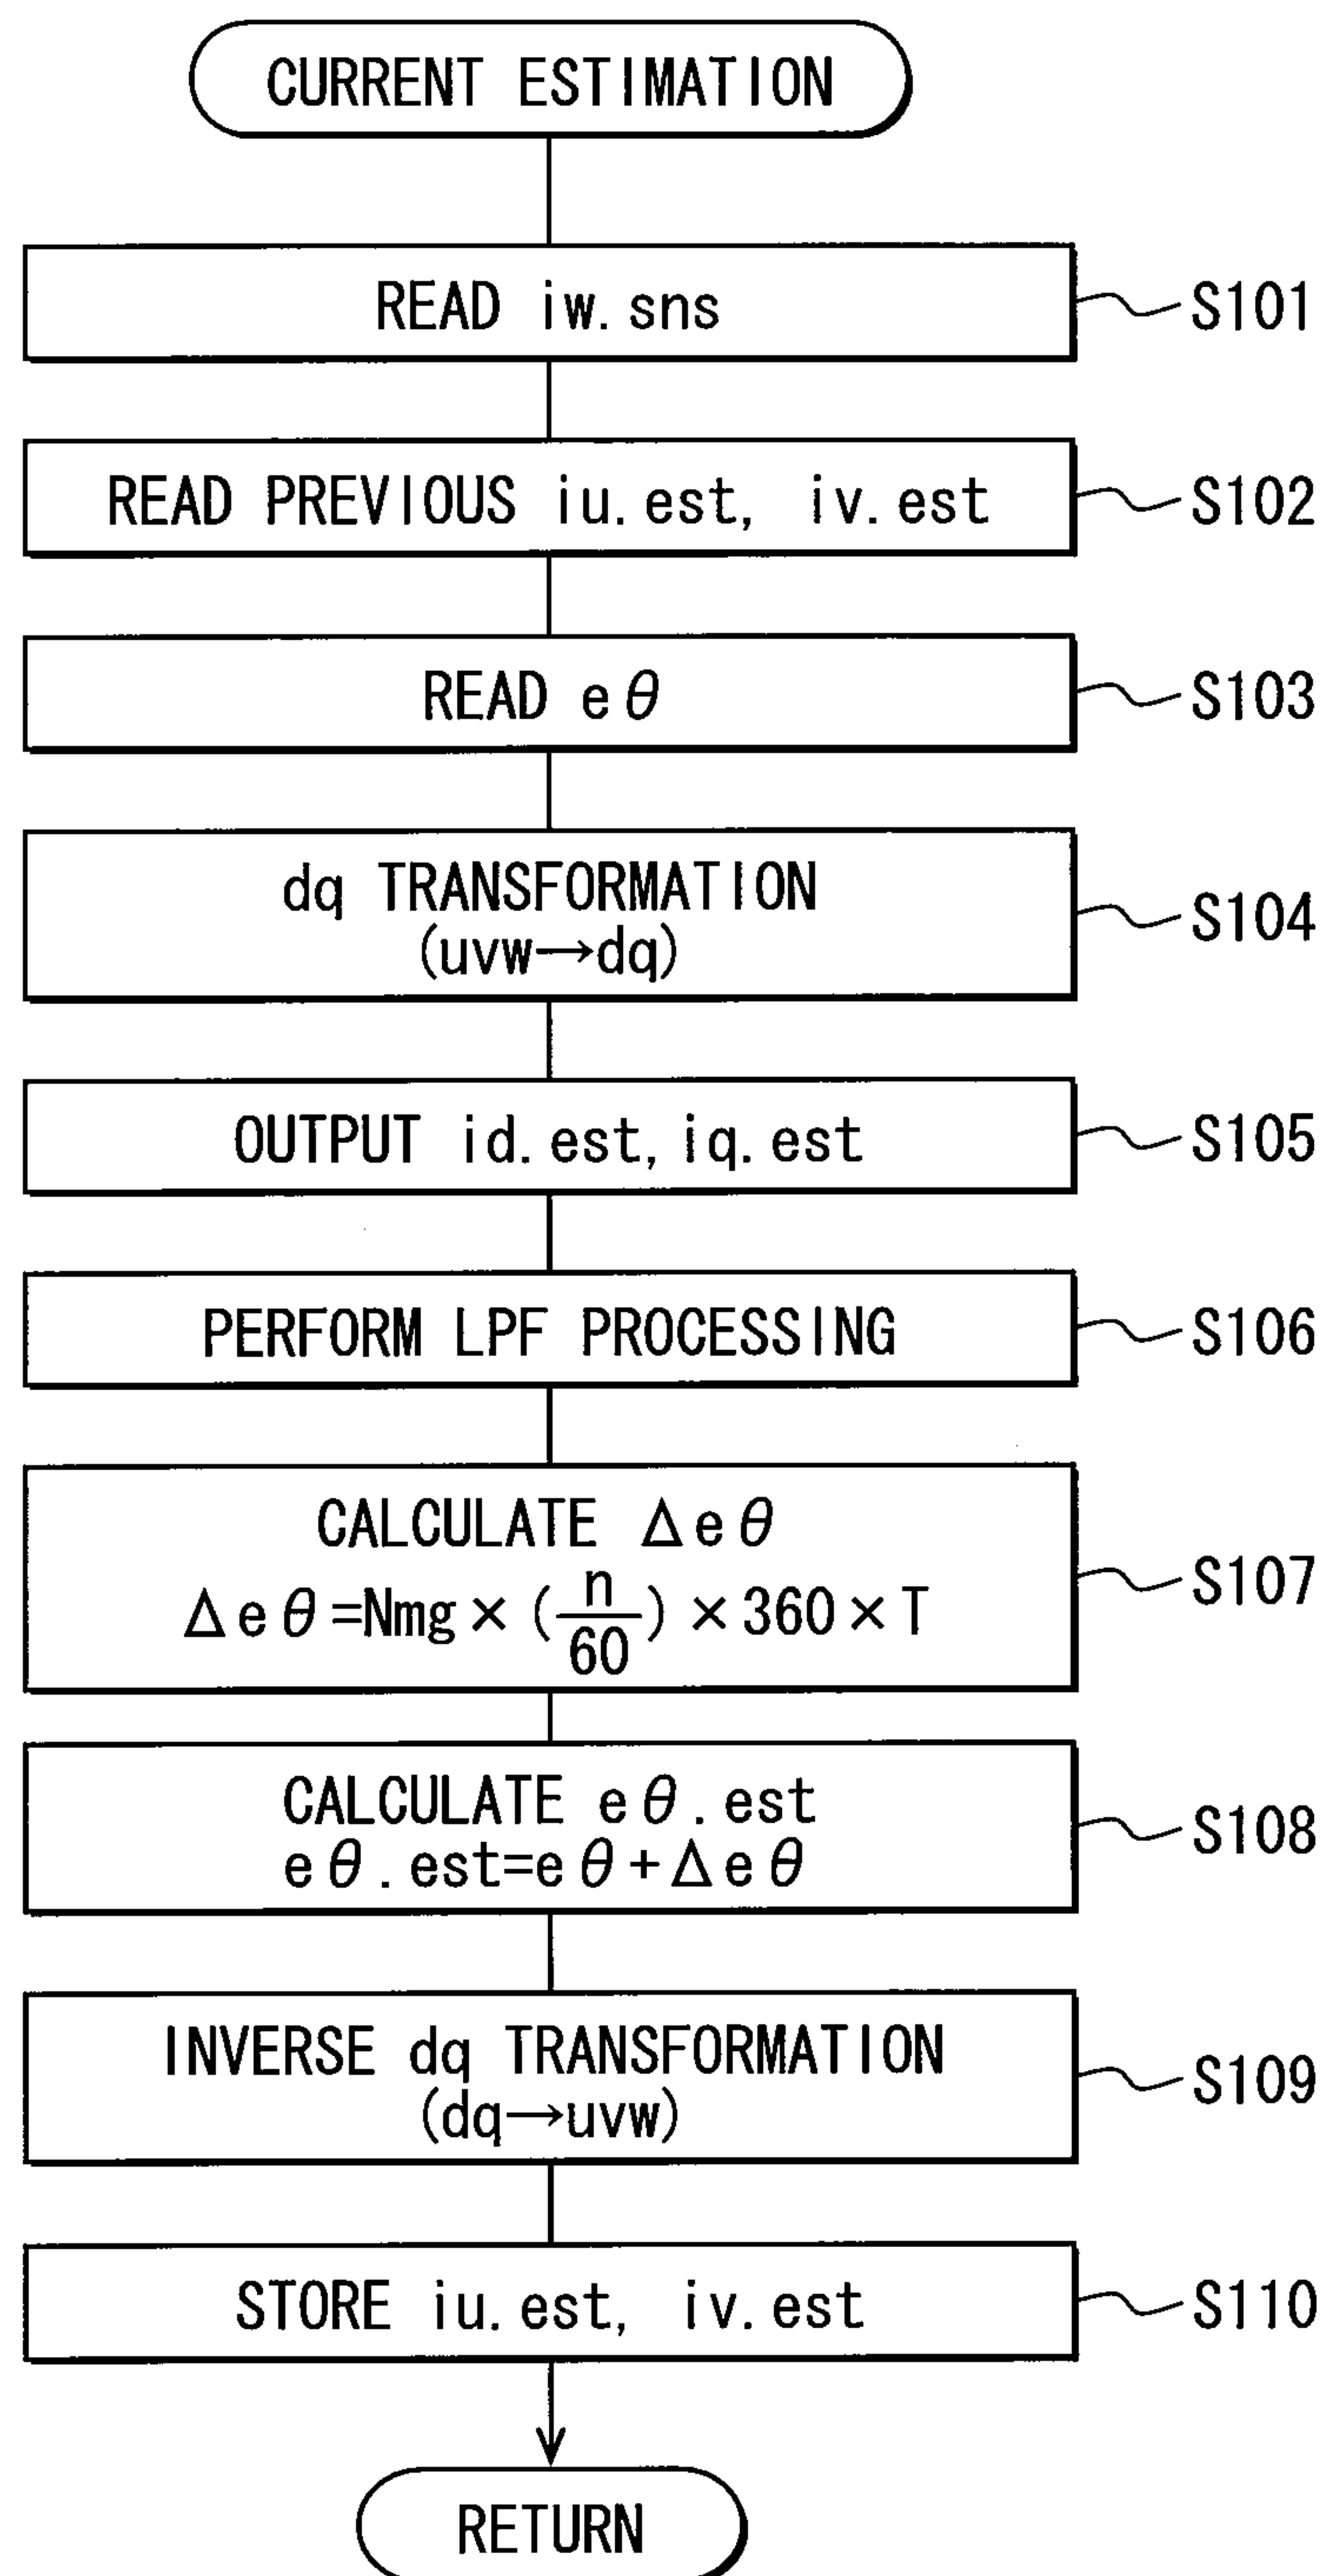 CURRENT ESTIMATION
READ iw.sns
S101
READ PREVIOUS iu.est, iv.est
S102
READ eθ
S103
dq TRANSFORMATION
(uvw→dq)
S104
OUTPUT id.est, iq.est
S105
PERFORM LPF PROCESSING
S106
CALCULATE Δeθ
Δeθ=Nmg×(n/60)×360×T
S107
CALCULATE eθ.est
eθ.est=eθ+Δeθ
S108
INVERSE dq TRANSFORMATION
(dq→uvw)
S109
STORE iu.est, iv.est
S110
RETURN